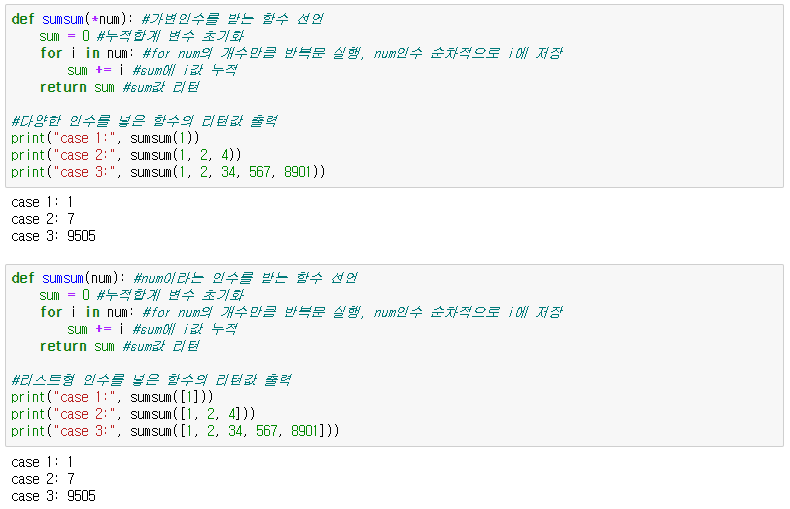 def sumsum(*num): #가변인수를 받는 함수 선언
    sum = 0 #누적합계 변수 초기화
    for i in num: #for num의 개수만큼 반복문 실행, num인수 순차적으로 i에 저장
        sum += i #sum에 i값 누적
    return sum #sum값 리턴
#다양한 인수를 넣은 함수의 리턴값 출력
print("case 1:", sumsum(1))
print("case 2:", sumsum(1, 2, 4))
print("case 3:", sumsum(1, 2, 34, 567, 8901))
case 1: 1
case 2: 7
case 3: 9505
def sumsum(num): #num이라는 인수를 받는 함수 선언
    sum = 0 #누적합계 변수 초기화
    for i in num: #for num의 개수만큼 반복문 실행, num인수 순차적으로 i에 저장
        sum += i #sum에 i값 누적
    return sum #sum값 리턴
#리스트형 인수를 넣은 함수의 리턴값 출력
print("case 1:", sumsum([1]))
print("case 2:", sumsum([1, 2, 4]))
print("case 3:", sumsum([1, 2, 34, 567, 8901]))
case 1: 1
case 2: 7
case 3: 9505